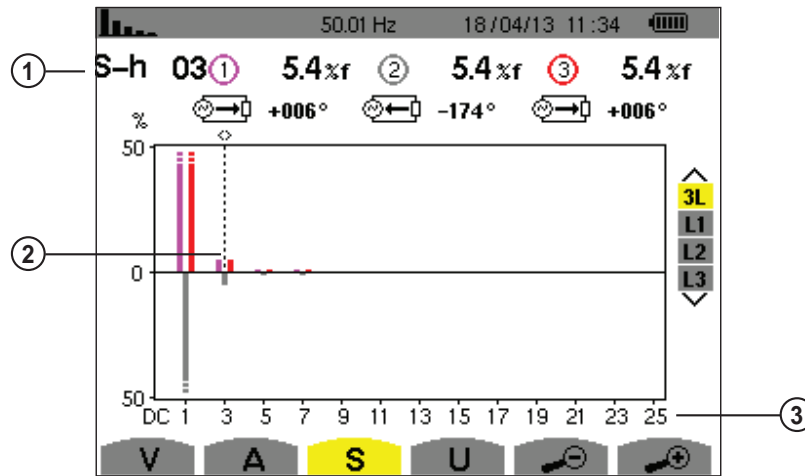 50.01 Hz 18/04/13 11:34
1 S-h 03 1 5.4 %f 2 5.4 %f 3 5.4 %f
+006° -174° +006°
%
50
3L
L1
L2
L3
2
0
50
DC 1 3 5 7 9 11 13 15 17 19 21 23 25 3
V A S U